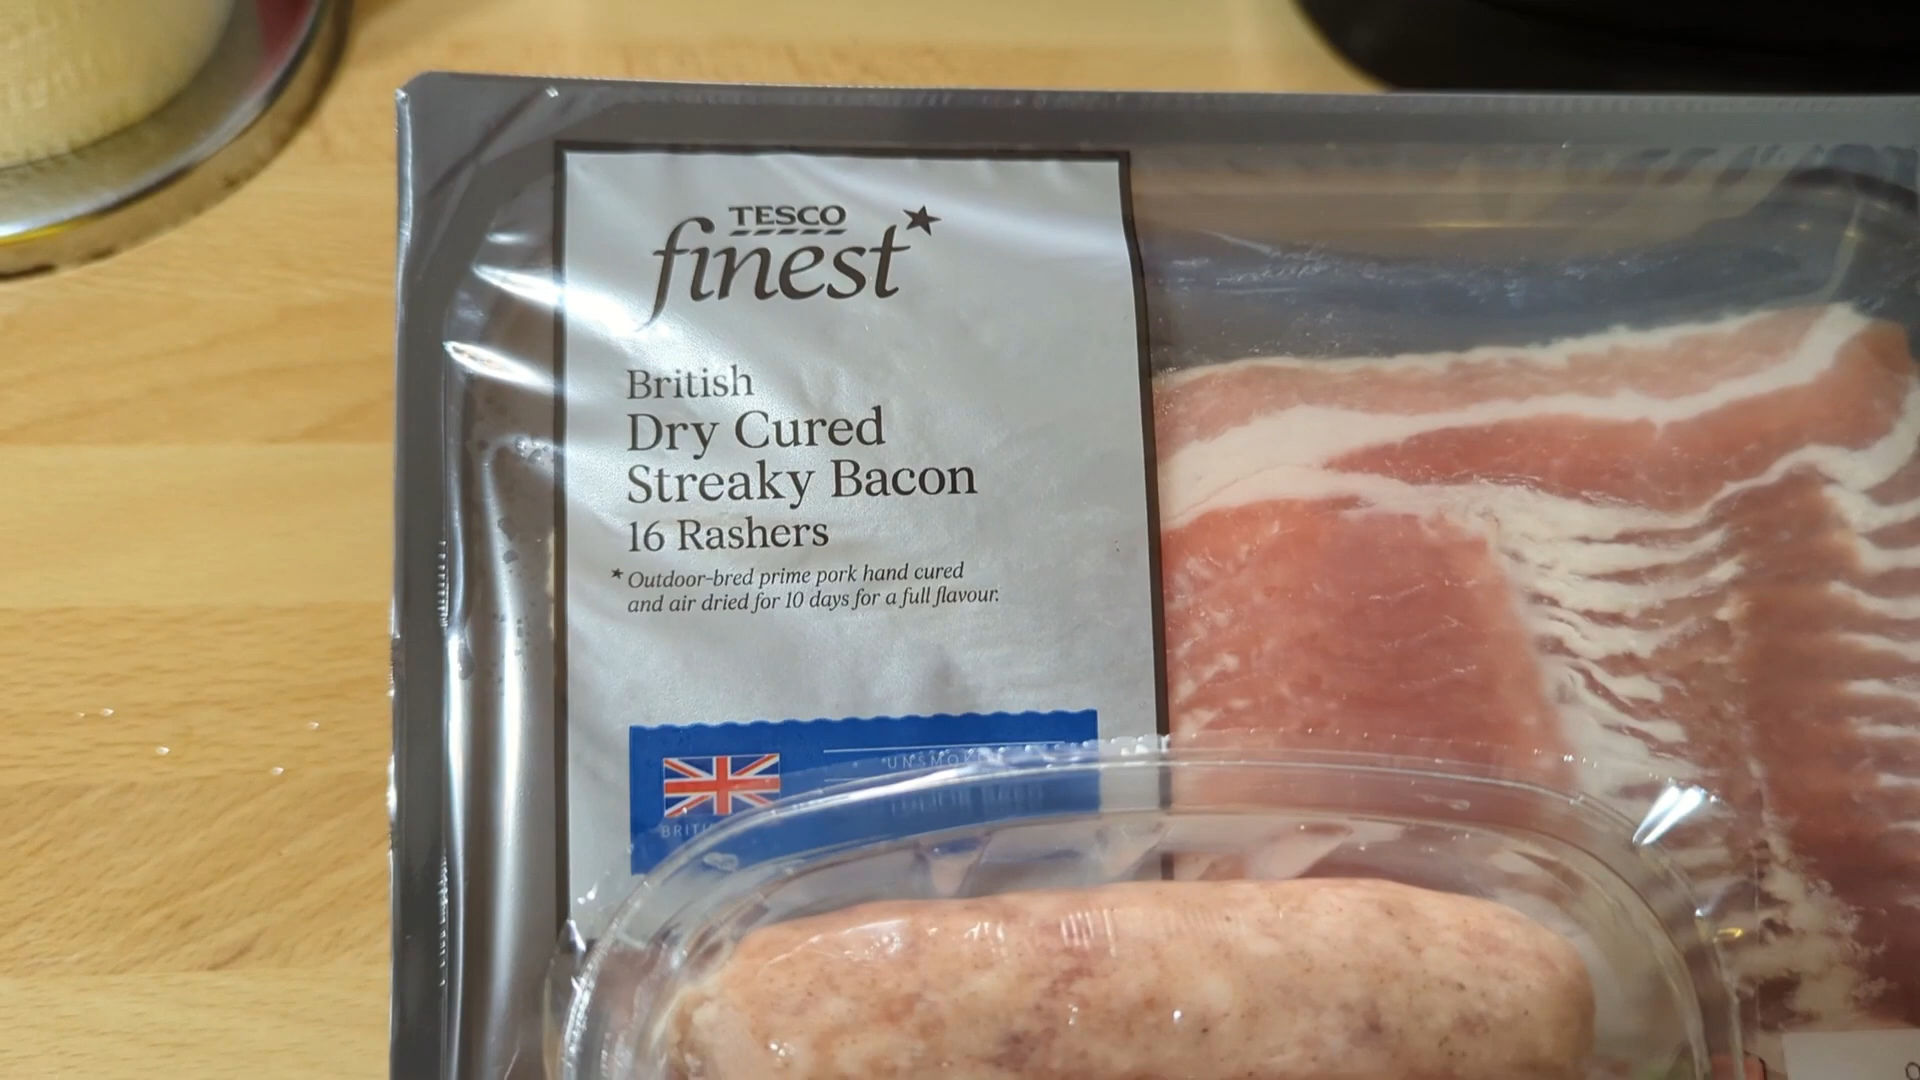 TESCO
finest*
British
Dry Cured
Streaky Bacon
16 Rashers
* Outdoor-bred prime pork hand cured
and air dried for 10 days for a full flavour.